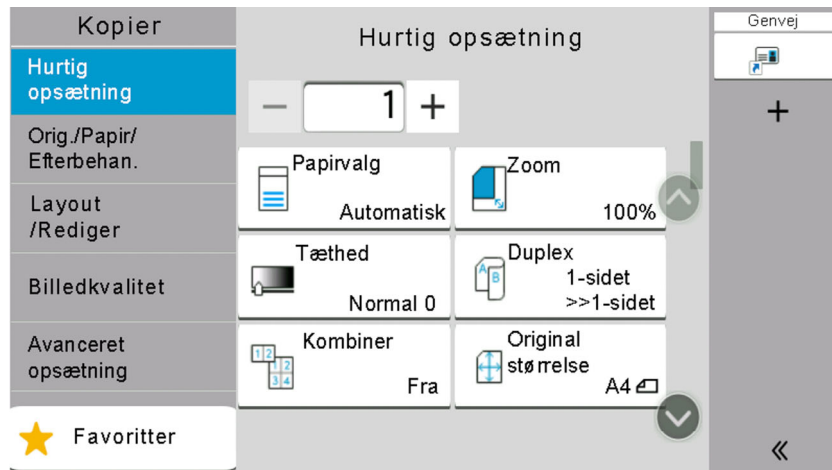 Kopier
Hurtig
opsætning
Orig./Papir/
Efterbehan.
Layout
/Rediger
Billedkvalitet
Avanceret
opsætning
Favoritter
Hurtig opsætning
1
Papirvalg
Automatisk
Zoom
100%
Tæthed
Normal 0
Duplex
1-sidet
>>1-sidet
Kombiner
Fra
Original
størrelse
A4
Genvej